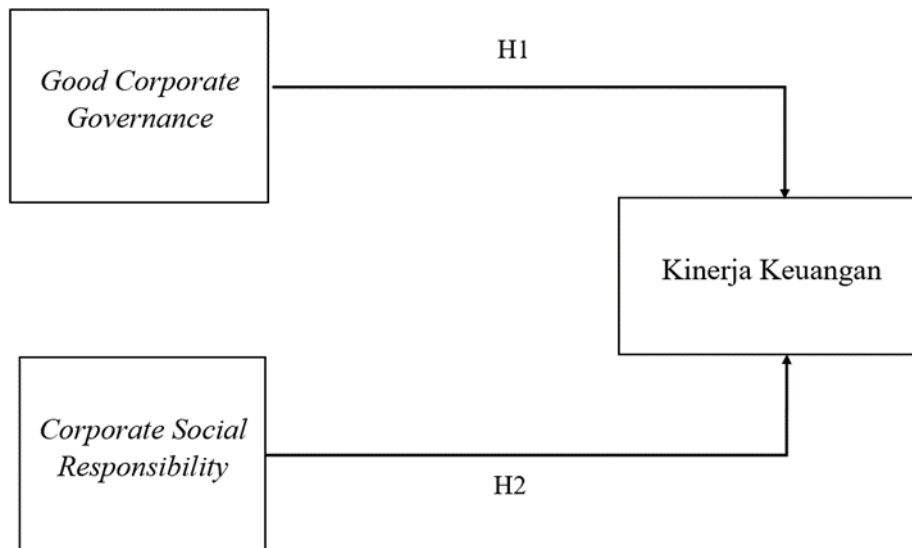 H1
Good Corporate
Governance
Kinerja Keuangan
Corporate Social
Responsibility
H2